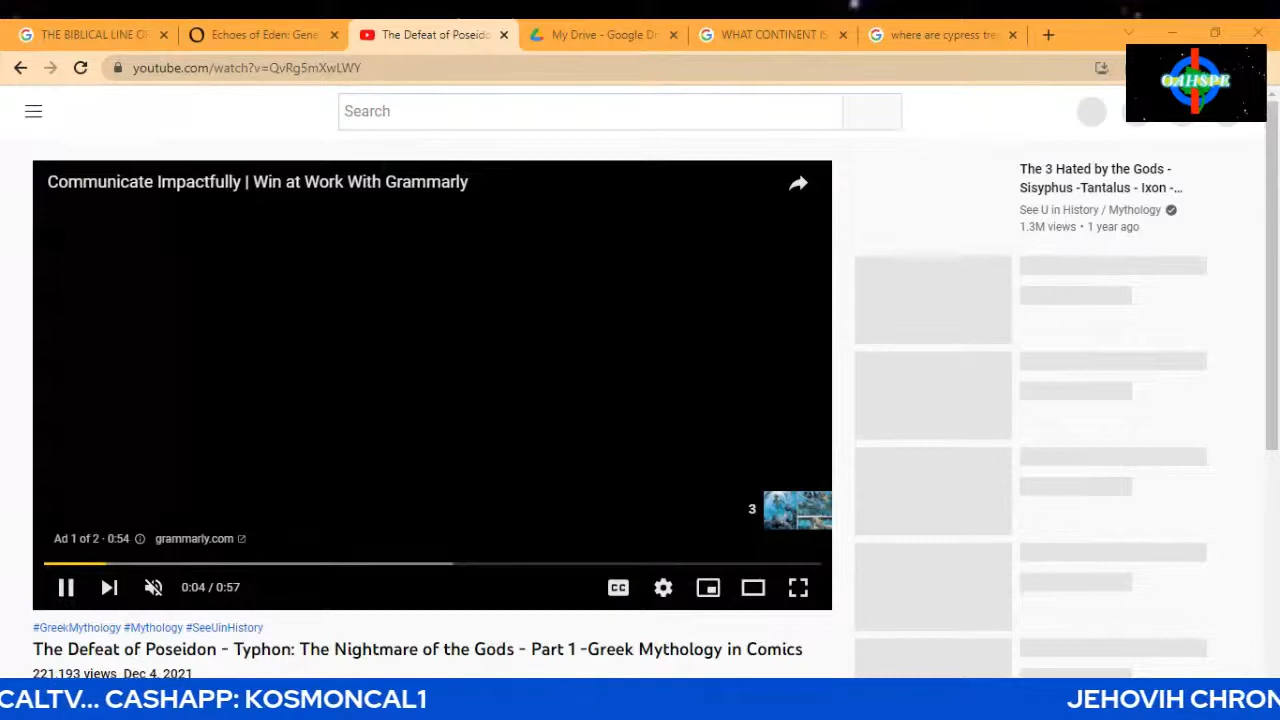 THE BIBLICAL LINE OF
Echoes of Eden: Gene
The Defeat of Poseido
My Drive - Google Dr
WHAT CONTINENT IS
where are cypress tre
youtube.com/watch?v=QvRg5mXwLWY
OAHSPE
Search
Communicate Impactfully | Win at Work With Grammarly
The 3 Hated by the Gods -
Sisyphus -Tantalus - Ixon -...
See U in History / Mythology
1.3M views • 1 year ago
3
Ad 1 of 2 · 0:54 grammarly.com
0:04 / 0:57
CC
#GreekMythology #Mythology #SeeUinHistory
The Defeat of Poseidon - Typhon: The Nightmare of the Gods - Part 1 -Greek Mythology in Comics
221,193 views Dec 4, 2021
CALTV... CASHAPP: KOSMONCAL1
JEHOVIH CHRON